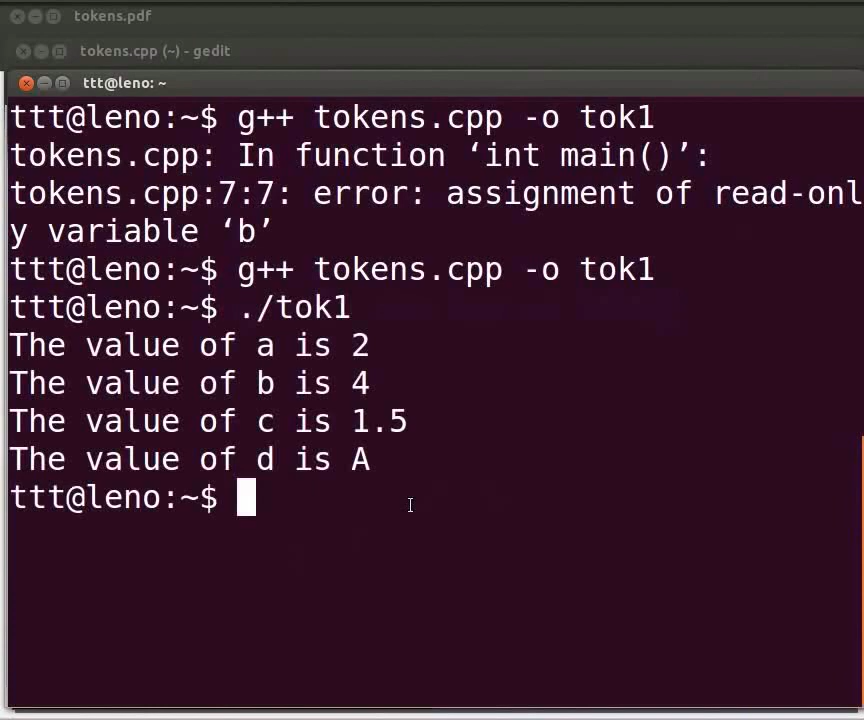 tokens.pdf
tokens.cpp (~) - gedit
ttt@leno: ~
ttt@leno:~$ g++ tokens.cpp -o tok1
tokens.cpp: In function ‘int main()’:
tokens.cpp:7:7: error: assignment of read-onl
y variable ‘b’
ttt@leno:~$ g++ tokens.cpp -o tok1
ttt@leno:~$ ./tok1
The value of a is 2
The value of b is 4
The value of c is 1.5
The value of d is A
ttt@leno:~$